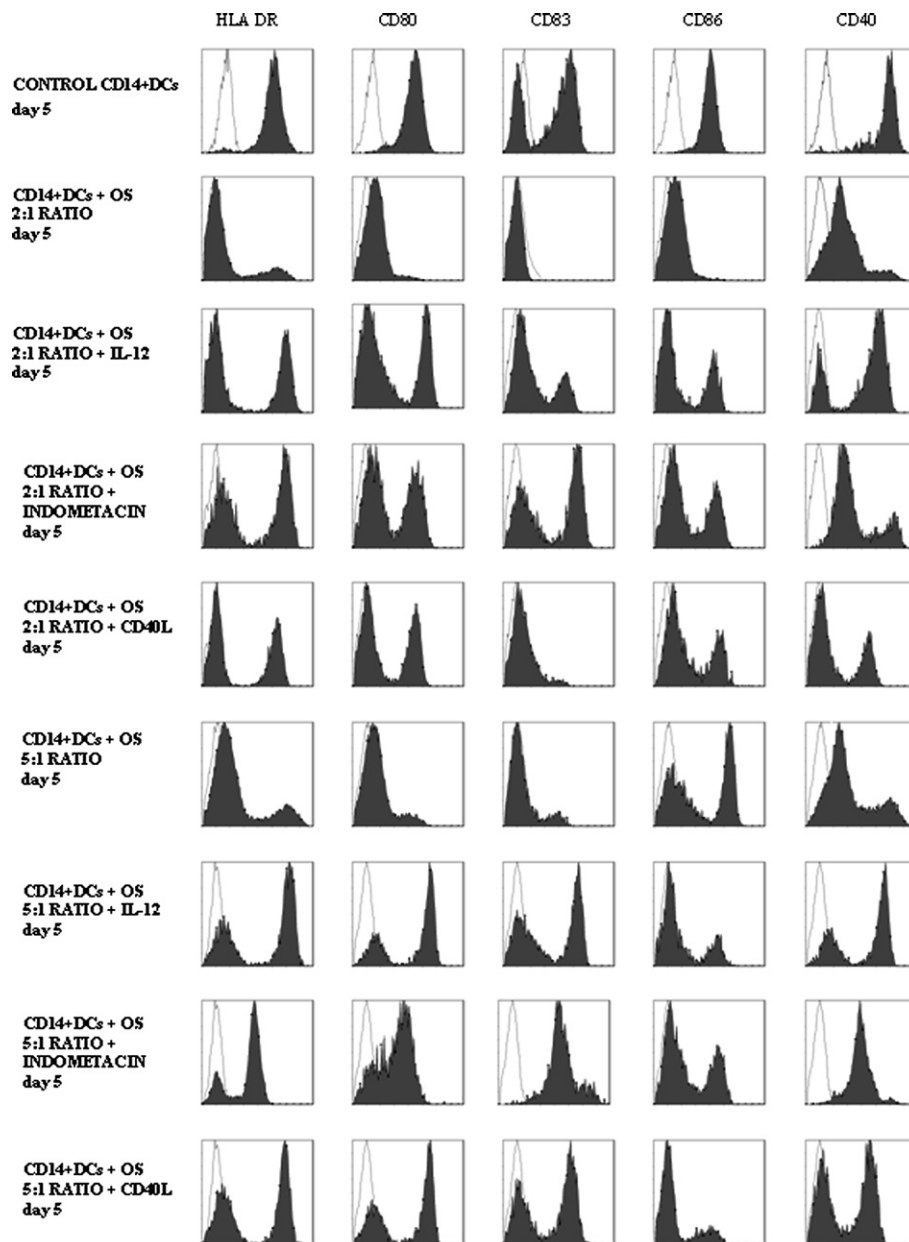 HLA DR CD80 CD83 CD86 CD40
CONTROL CD14+DCs
day 5
CD14+DCs + OS
2:1 RATIO
day 5
CD14+DCs + OS
2:1 RATIO + IL-12
day 5
CD14+DCs + OS
2:1 RATIO +
INDOMETACIN
day 5
CD14+DCs + OS
2:1 RATIO + CD40L
day 5
CD14+DCs + OS
5:1 RATIO
day 5
CD14+DCs + OS
5:1 RATIO + IL-12
day 5
CD14+DCs + OS
5:1 RATIO +
INDOMETACIN
day 5
CD14+DCs + OS
5:1 RATIO + CD40L
day 5